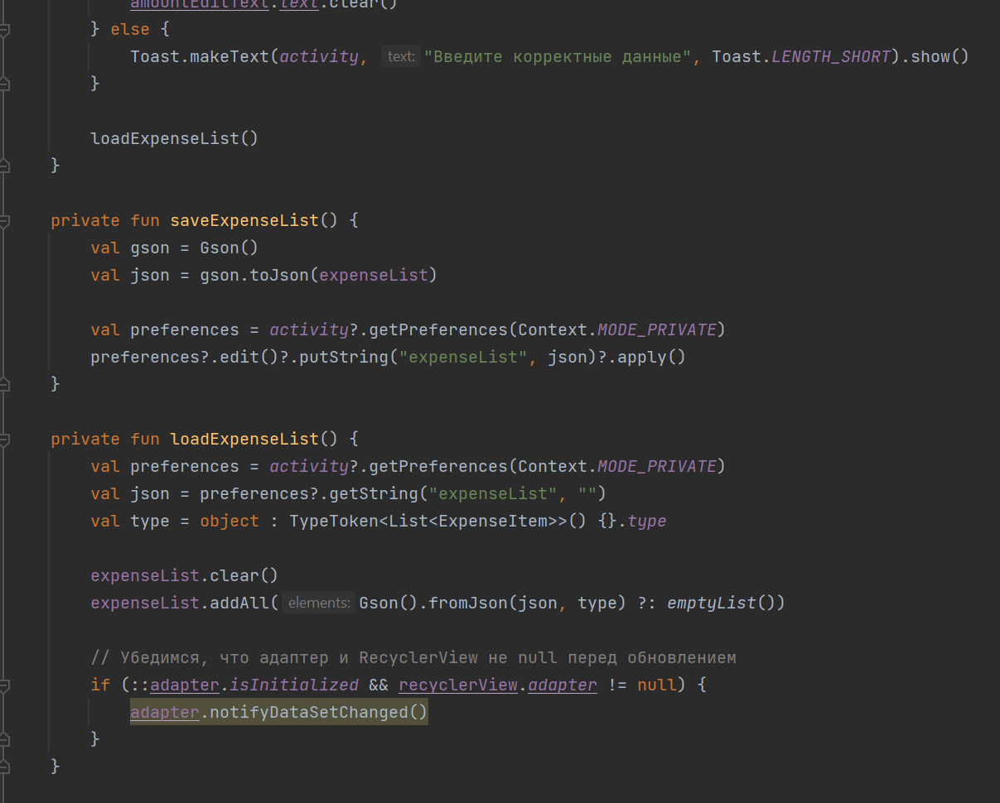 amountEditText.text.clear()
} else {
Toast.makeText(activity, text: "Введите корректные данные", Toast.LENGTH_SHORT).show()
}
loadExpenseList()
}
private fun saveExpenseList() {
val gson = Gson()
val json = gson.toJson(expenseList)
val preferences = activity?.getPreferences(Context.MODE_PRIVATE)
preferences?.edit()?.putString("expenseList", json)?.apply()
}
private fun loadExpenseList() {
val preferences = activity?.getPreferences(Context.MODE_PRIVATE)
val json = preferences?.getString("expenseList", "")
val type = object : TypeToken<List<ExpenseItem>>() {}.type
expenseList.clear()
expenseList.addAll( elements: Gson().fromJson(json, type) ?: emptyList())
// Убедимся, что адаптер и RecyclerView не null перед обновлением
if (::adapter.isInitialized && recyclerView.adapter != null) {
adapter.notifyDataSetChanged()
}
}